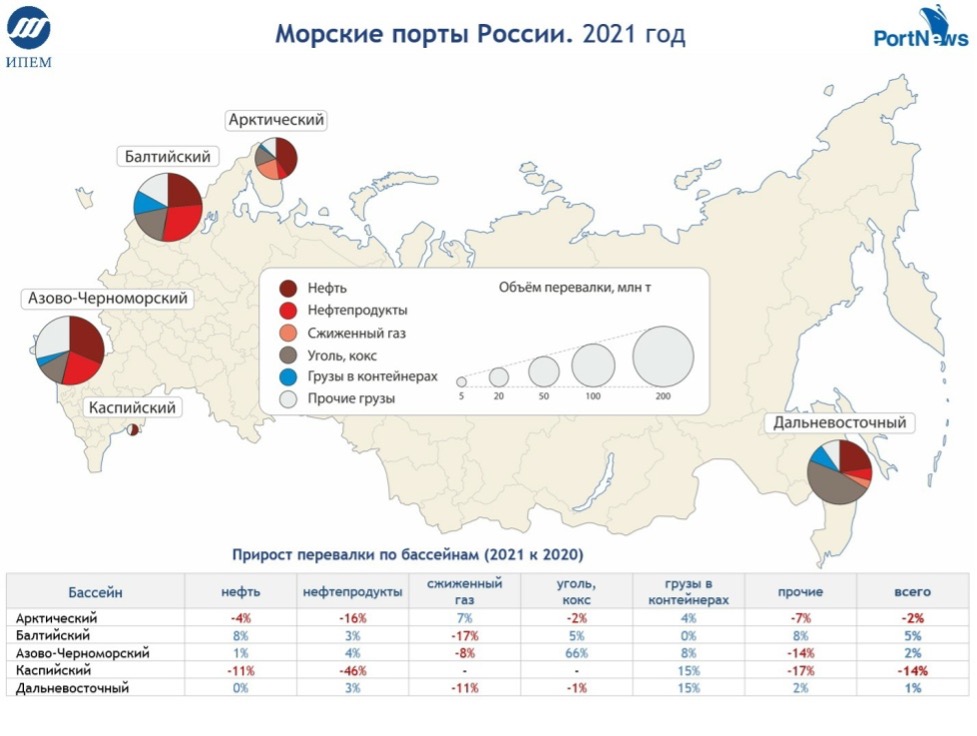 Морские порты России. 2021 год
ИПЕМ
PortNews
Арктический
Балтийский
Азово-Черноморский
Каспийский
Дальневосточный
Нефть
Нефтепродукты
Сжиженный газ
Уголь, кокс
Грузы в контейнерах
Прочие грузы
Объём перевалки, млн т
5 20 50 100 200
Прирост перевалки по бассейнам (2021 к 2020)
Бассейн нефть нефтепродукты сжиженный газ уголь, кокс грузы в контейнерах прочие всего
Арктический -4% -16% 7% -2% 4% -7% -2%
Балтийский 8% 3% -17% 5% 0% 8% 5%
Азово-Черноморский 1% 4% -8% 66% 8% -14% 2%
Каспийский -11% -46% - - 15% -17% -14%
Дальневосточный 0% 3% -11% -1% 15% 2% 1%